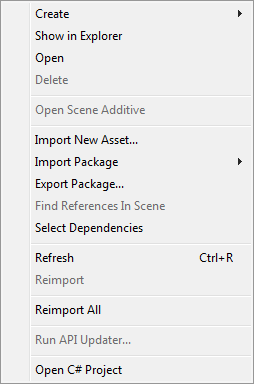 Create
Show in Explorer
Open
Delete
Open Scene Additive
Import New Asset...
Import Package
Export Package...
Find References In Scene
Select Dependencies
Refresh Ctrl+R
Reimport
Reimport All
Run API Updater...
Open C# Project